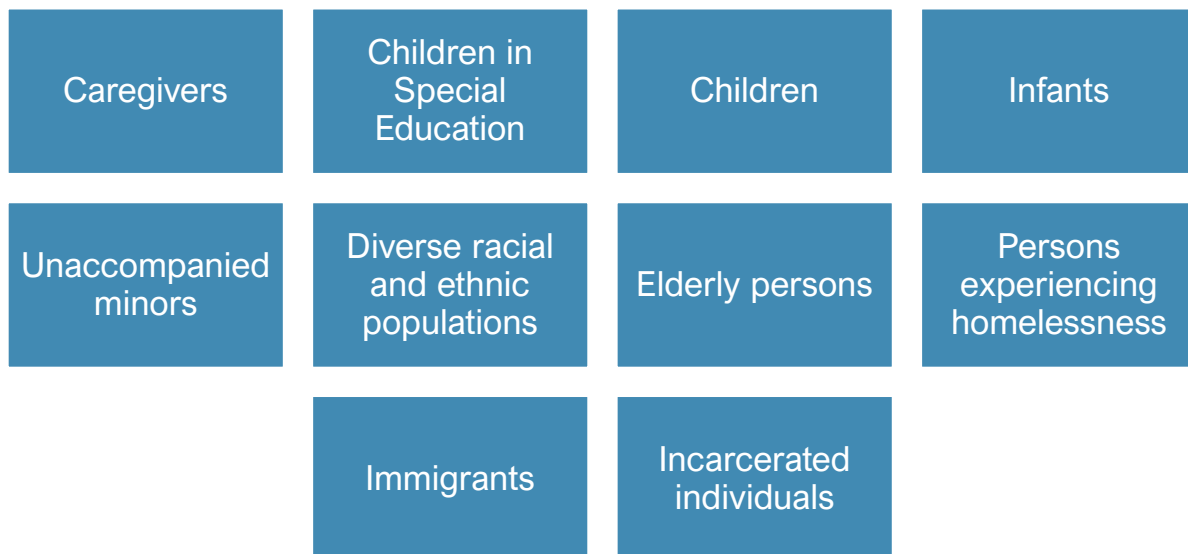 Caregivers
Children in
Special
Education
Children
Infants
Unaccompanied
minors
Diverse racial
and ethnic
populations
Elderly persons
Persons
experiencing
homelessness
Immigrants
Incarcerated
individuals